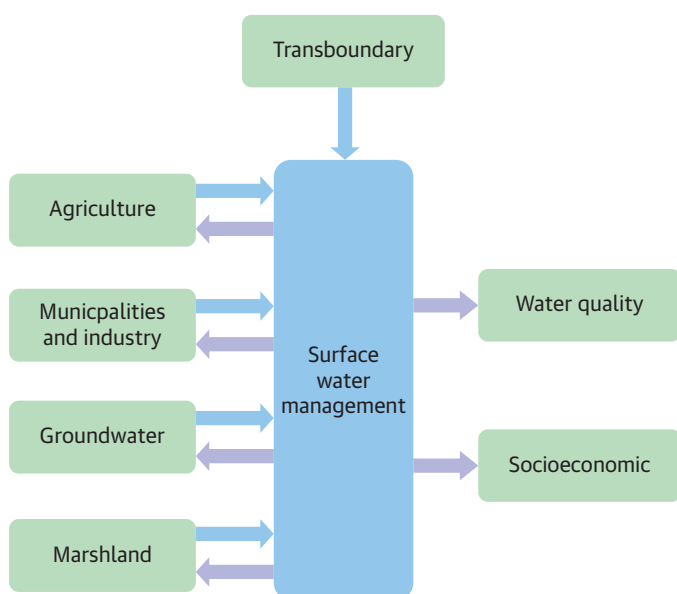 Transboundary
Agriculture
Municpalities
and industry
Groundwater
Marshland
Surface
water
management
Water quality
Socioeconomic